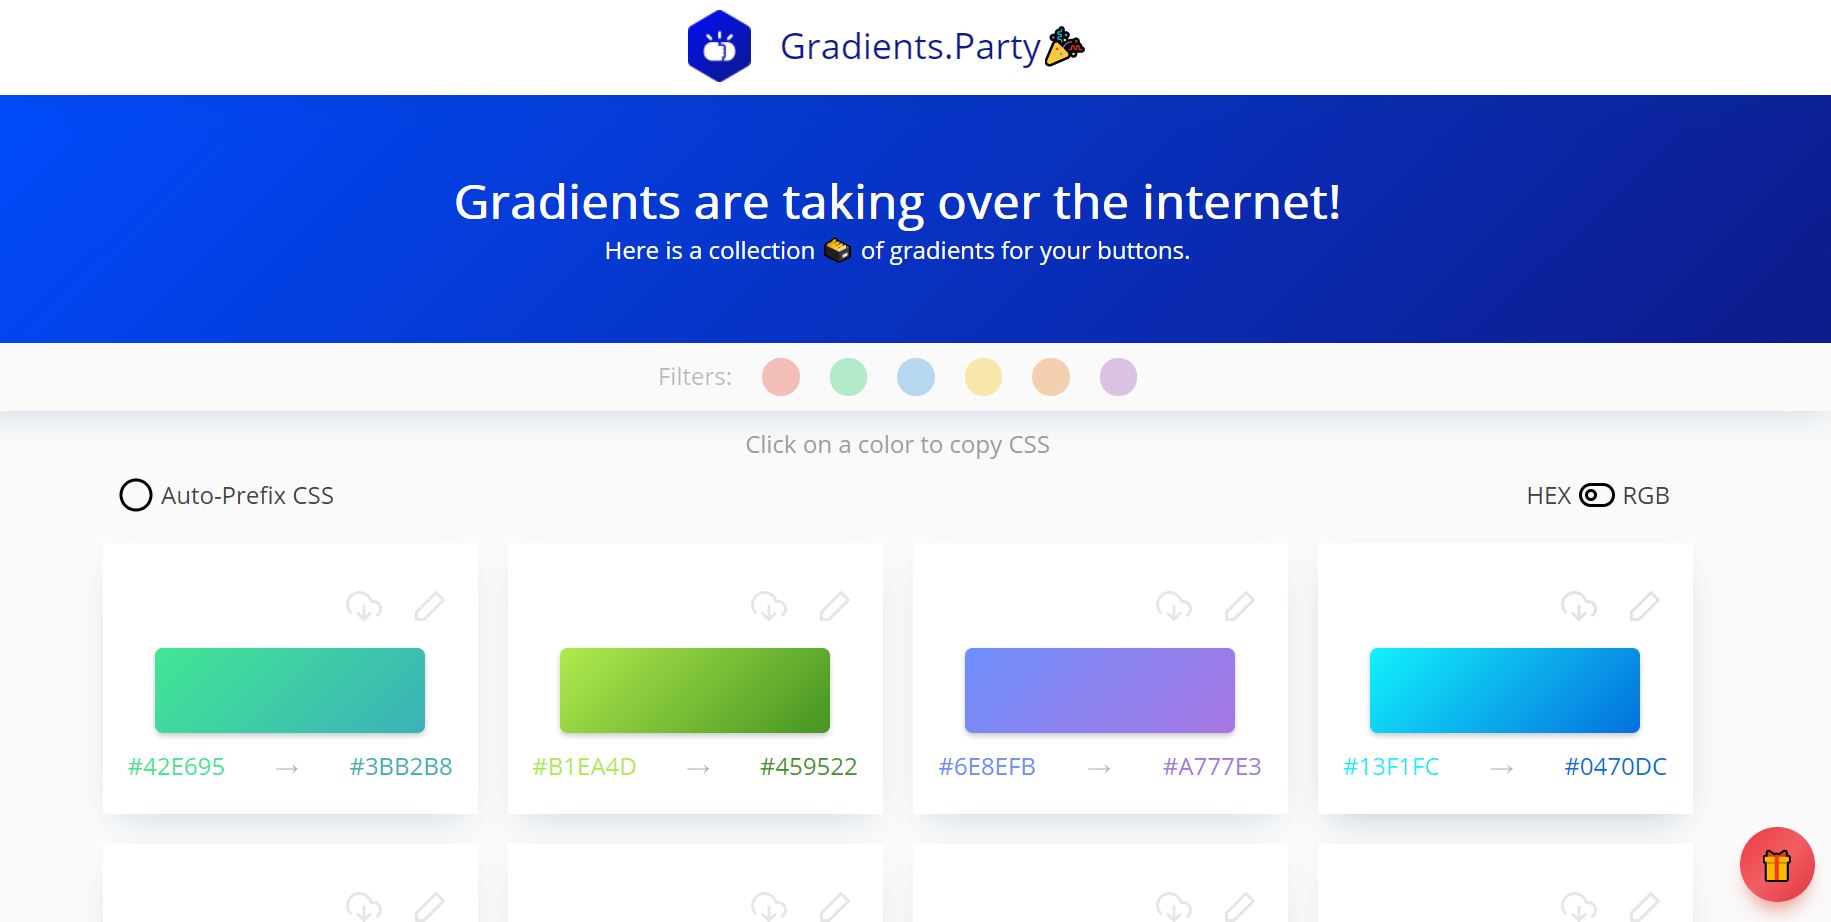 Gradients.Party
Gradients are taking over the internet!
Here is a collection of gradients for your buttons.
Filters:
Click on a color to copy CSS
Auto-Prefix CSS
HEX RGB
#42E695 → #3BB2B8
#B1EA4D → #459522
#6E8EFB → #A777E3
#13F1FC → #0470DC